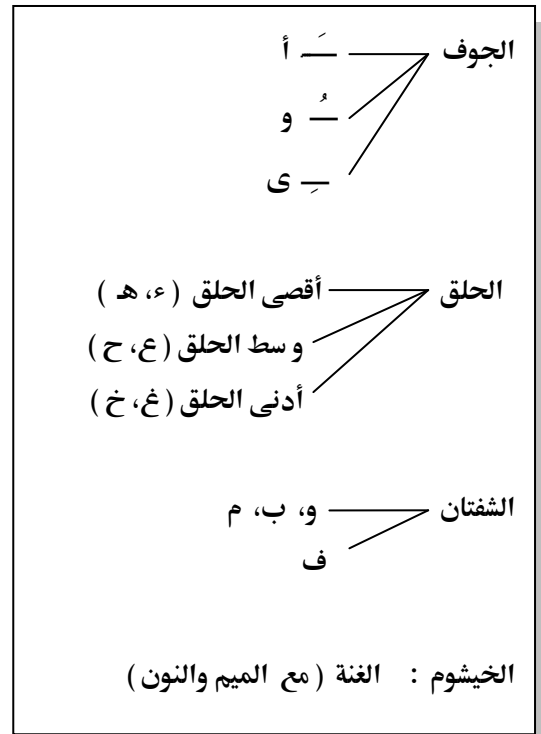 الجوف ـَـ أ
ـُـ و
ـِـ ى
الحلق أقصى الحلق ( ء، هـ )
وسط الحلق ( ع، ح )
أدنى الحلق ( غ، خ )
الشفتان و، ب، م
ف
الخيشوم : الغنة ( مع الميم والنون )